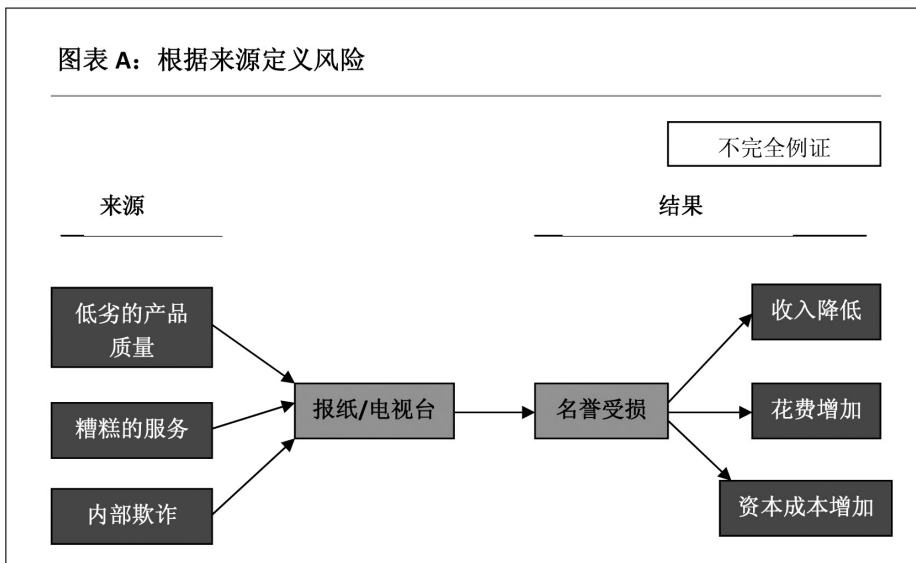 图表 A：根据来源定义风险
不完全例证
来源
结果
低劣的产品
质量
糟糕的服务
内部欺诈
报纸/电视台
名誉受损
收入降低
花费增加
资本成本增加